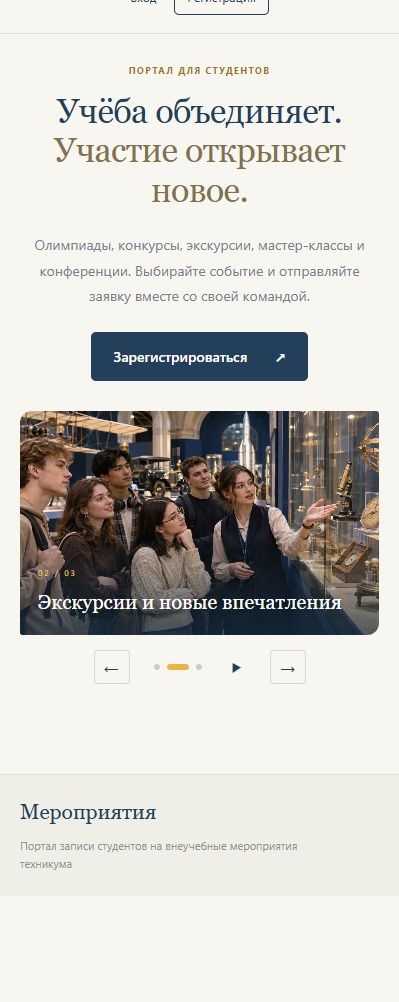 Вход Регистрация
ПОРТАЛ ДЛЯ СТУДЕНТОВ
Учёба объединяет.
Участие открывает
новое.
Олимпиады, конкурсы, экскурсии, мастер-классы и
конференции. Выбирайте событие и отправляйте
заявку вместе со своей командой.
Зарегистрироваться ↗
02 / 03
Экскурсии и новые впечатления
Мероприятия
Портал записи студентов на внеучебные мероприятия
техникума